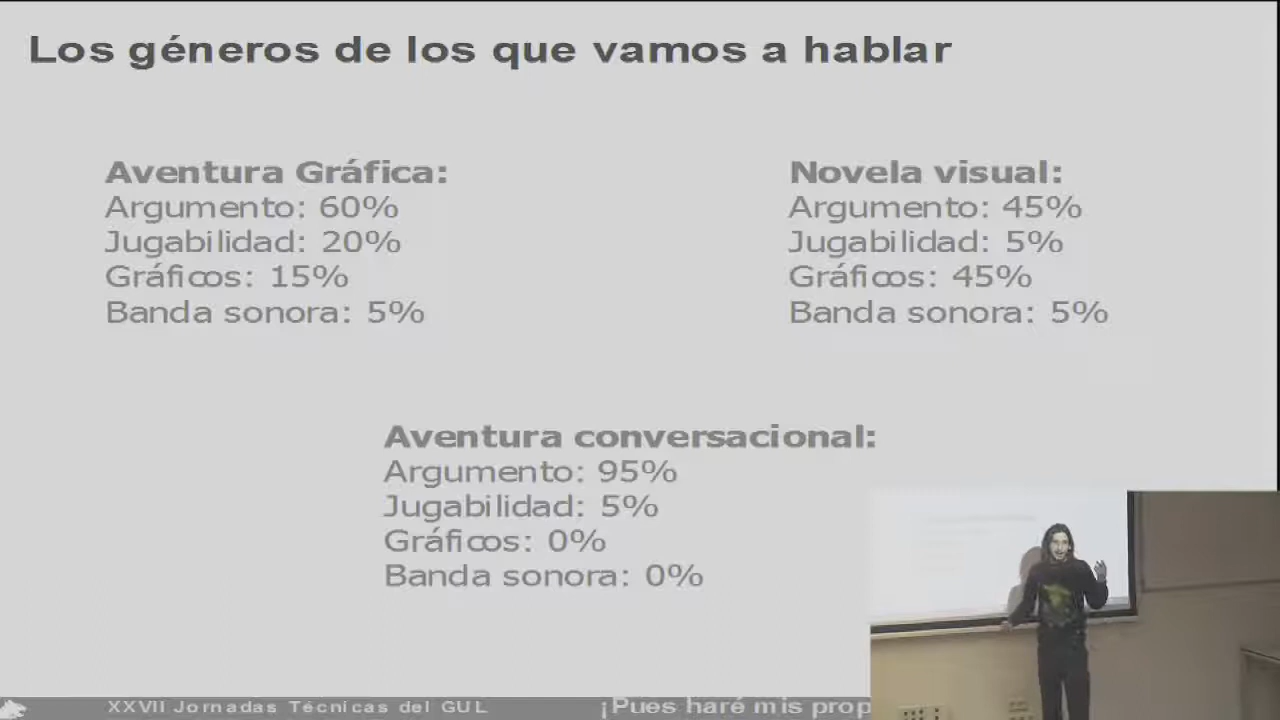 Los géneros de los que vamos a hablar
Aventura Gráfica:
Argumento: 60%
Jugabilidad: 20%
Gráficos: 15%
Banda sonora: 5%
Novela visual:
Argumento: 45%
Jugabilidad: 5%
Gráficos: 45%
Banda sonora: 5%
Aventura conversacional:
Argumento: 95%
Jugabilidad: 5%
Gráficos: 0%
Banda sonora: 0%
XXVII Jornadas Técnicas del GUL
¡Pues haré mis prop